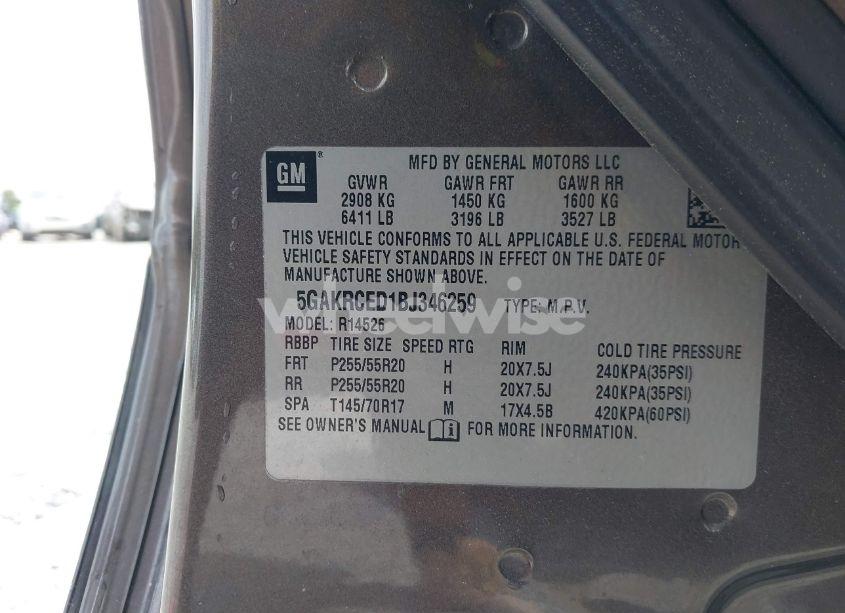 GM ®
MFD BY GENERAL MOTORS LLC
GVWR GAWR FRT GAWR RR
2908 KG 1450 KG 1600 KG
6411 LB 3196 LB 3527 LB
THIS VEHICLE CONFORMS TO ALL APPLICABLE U.S. FEDERAL MOTOR
VEHICLE SAFETY STANDARDS IN EFFECT ON THE DATE OF
MANUFACTURE SHOWN ABOVE.
5GAKRCED1BJ346259 TYPE: M.P.V.
wheelwise
MODEL: R14526
RBBP TIRE SIZE SPEED RTG RIM COLD TIRE PRESSURE
FRT P255/55R20 H 20X7.5J 240KPA(35PSI)
RR P255/55R20 H 20X7.5J 240KPA(35PSI)
SPA T145/70R17 M 17X4.5B 420KPA(60PSI)
SEE OWNER'S MANUAL FOR MORE INFORMATION.